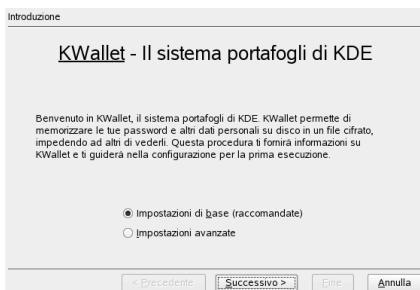 Introduzione
KWallet - Il sistema portafogli di KDE
Benvenuto in KWallet, il sistema portafogli di KDE. KWallet permette di
memorizzare le tue password e altri dati personali su disco in un file cifrato,
impedendo ad altri di vederli. Questa procedura ti fornirà informazioni su
KWallet e ti guiderà nella configurazione per la prima esecuzione.
Impostazioni di base (raccomandate)
Impostazioni avanzate
< Precedente Successivo > Fine Annulla